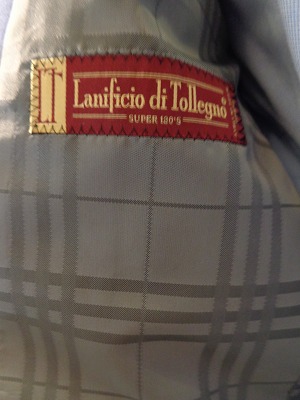 LT
Lanificio di Tollegno
SUPER 120'S